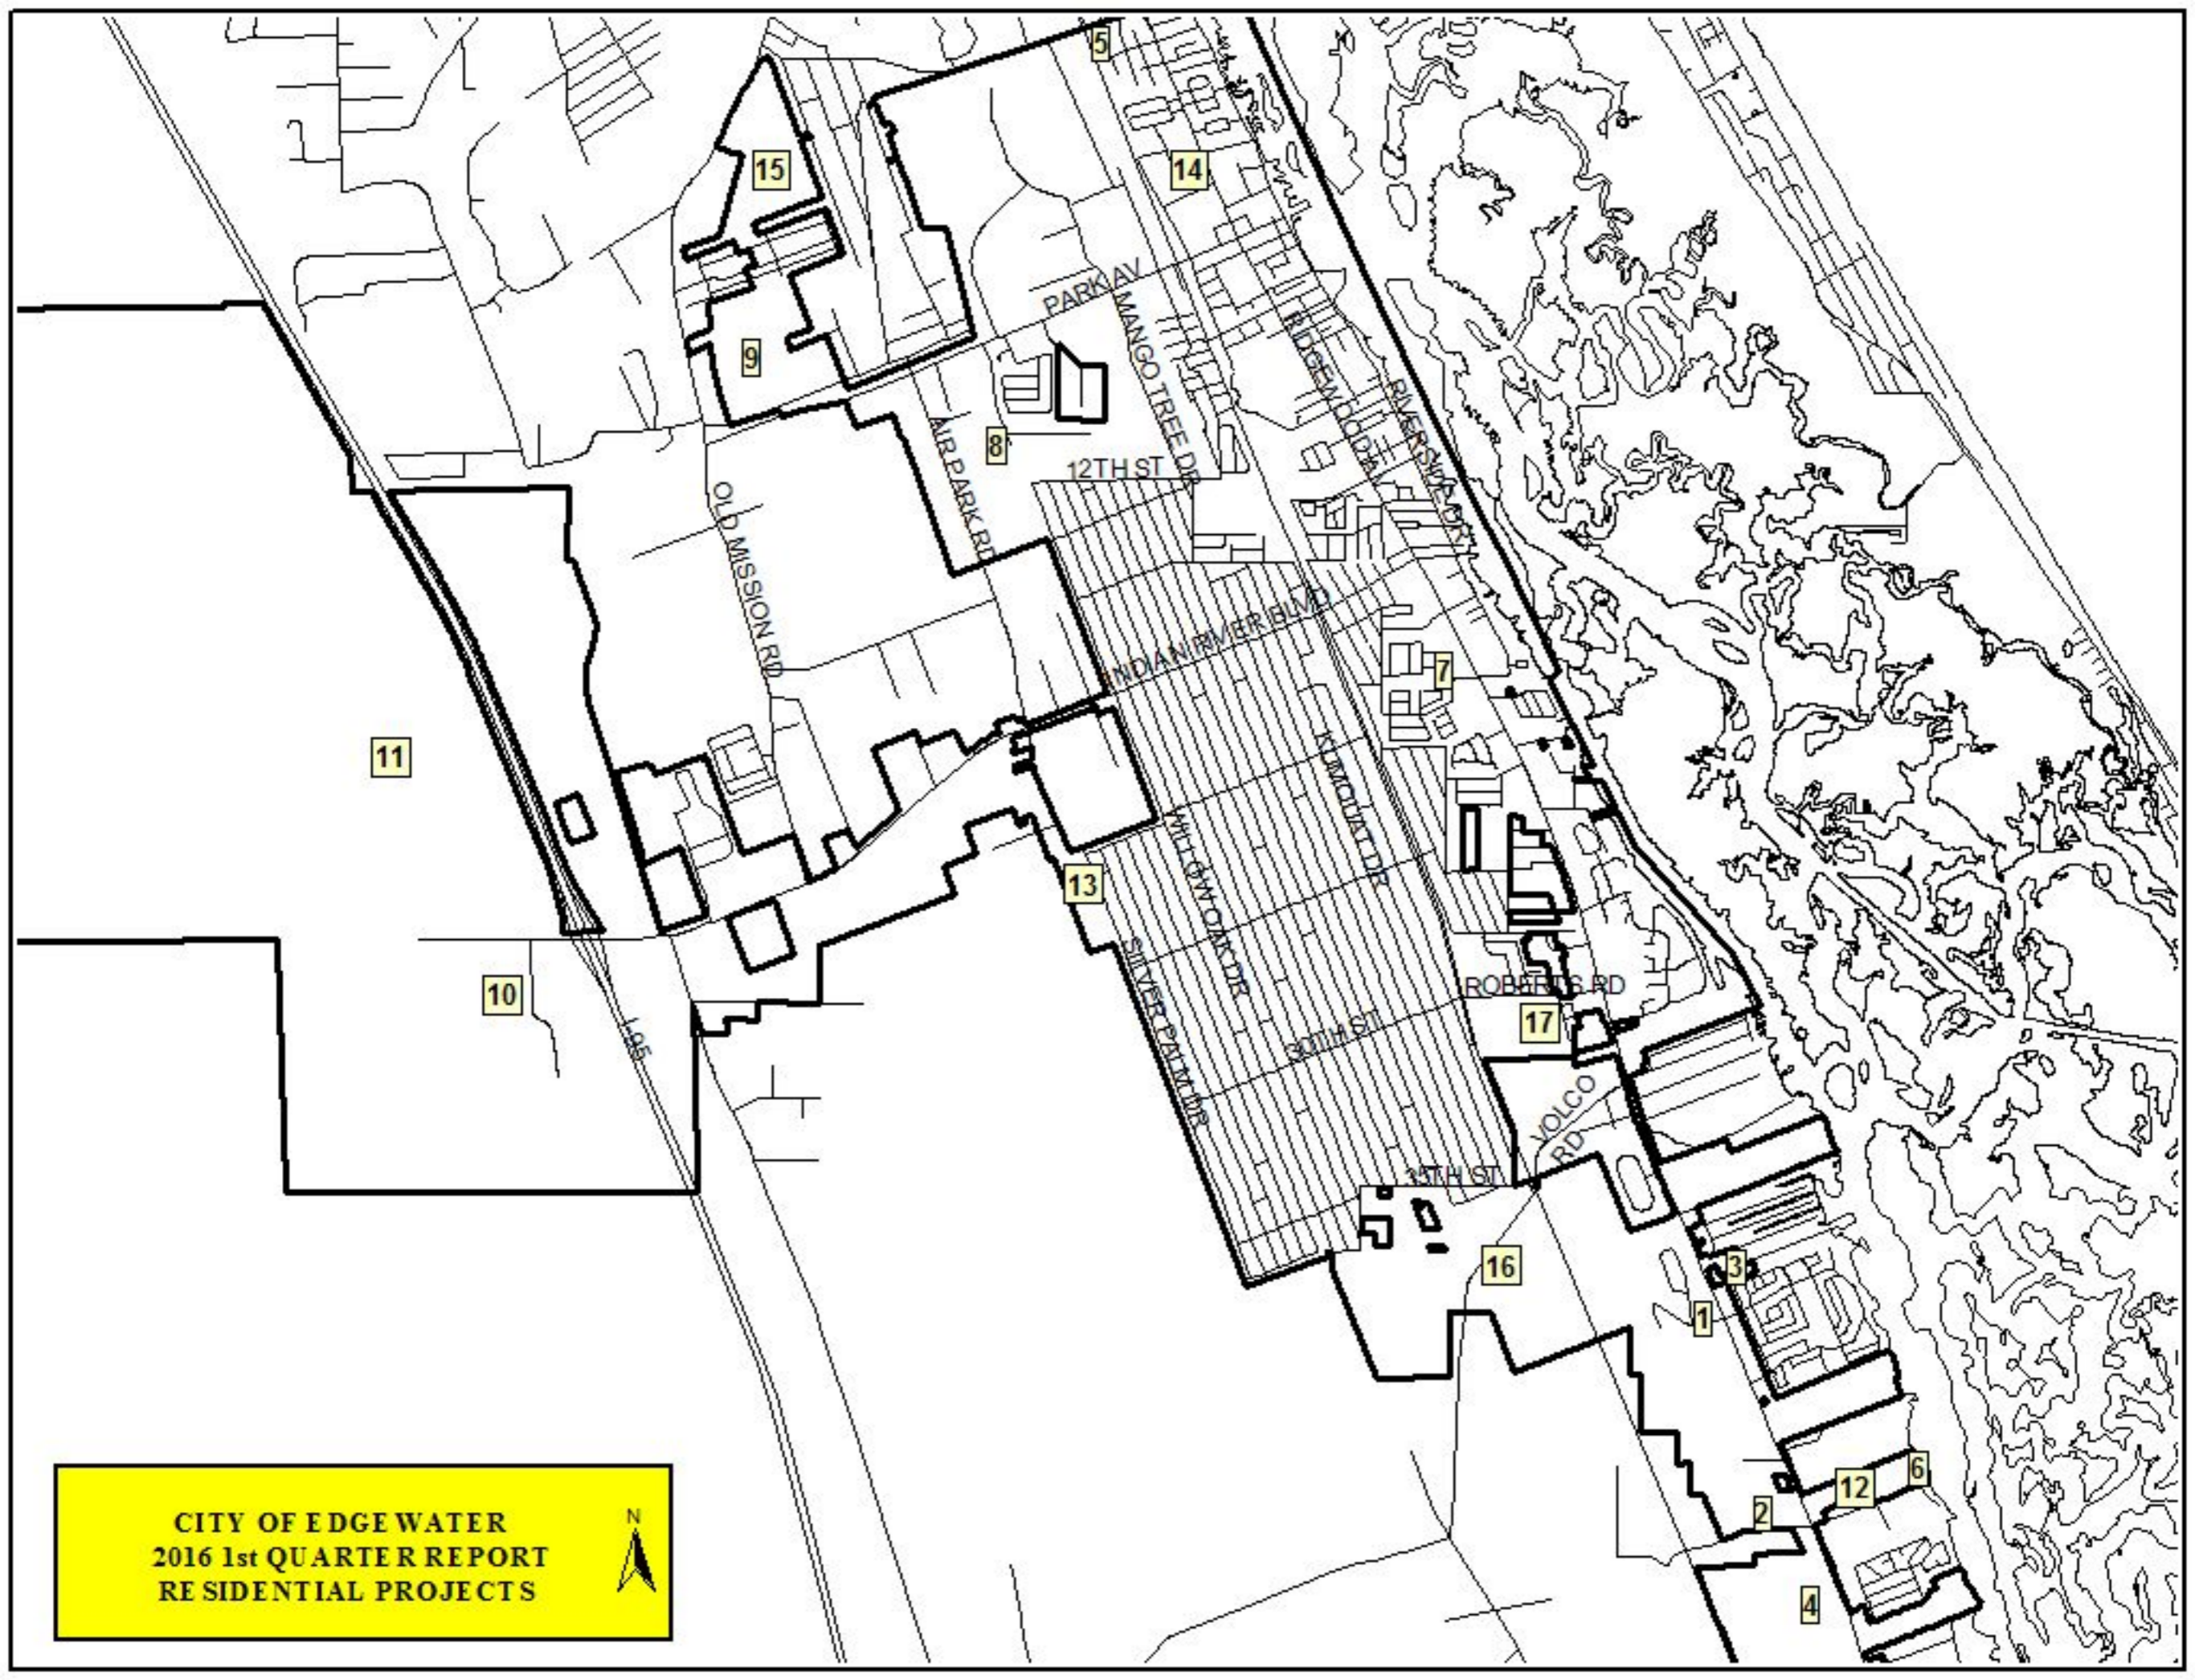 5
15
14
PARK AV
9
MANGO TREE DR
RIDGEWOOD AV
RIVERSIDE DR
8
AIR PARK RD
12TH ST
OLD MISSION RD
INDIAN RIVER BLVD
7
11
KUMQUAT DR
13
WILLOW OAK DR
SILVER PALM DR
10
I-95
ROBERTS RD
17
30TH ST
VOLCO
RD
35TH ST
16
3
1
6
12
2
4
CITY OF EDGEWATER
2016 1st QUARTER REPORT
RESIDENTIAL PROJECTS
N